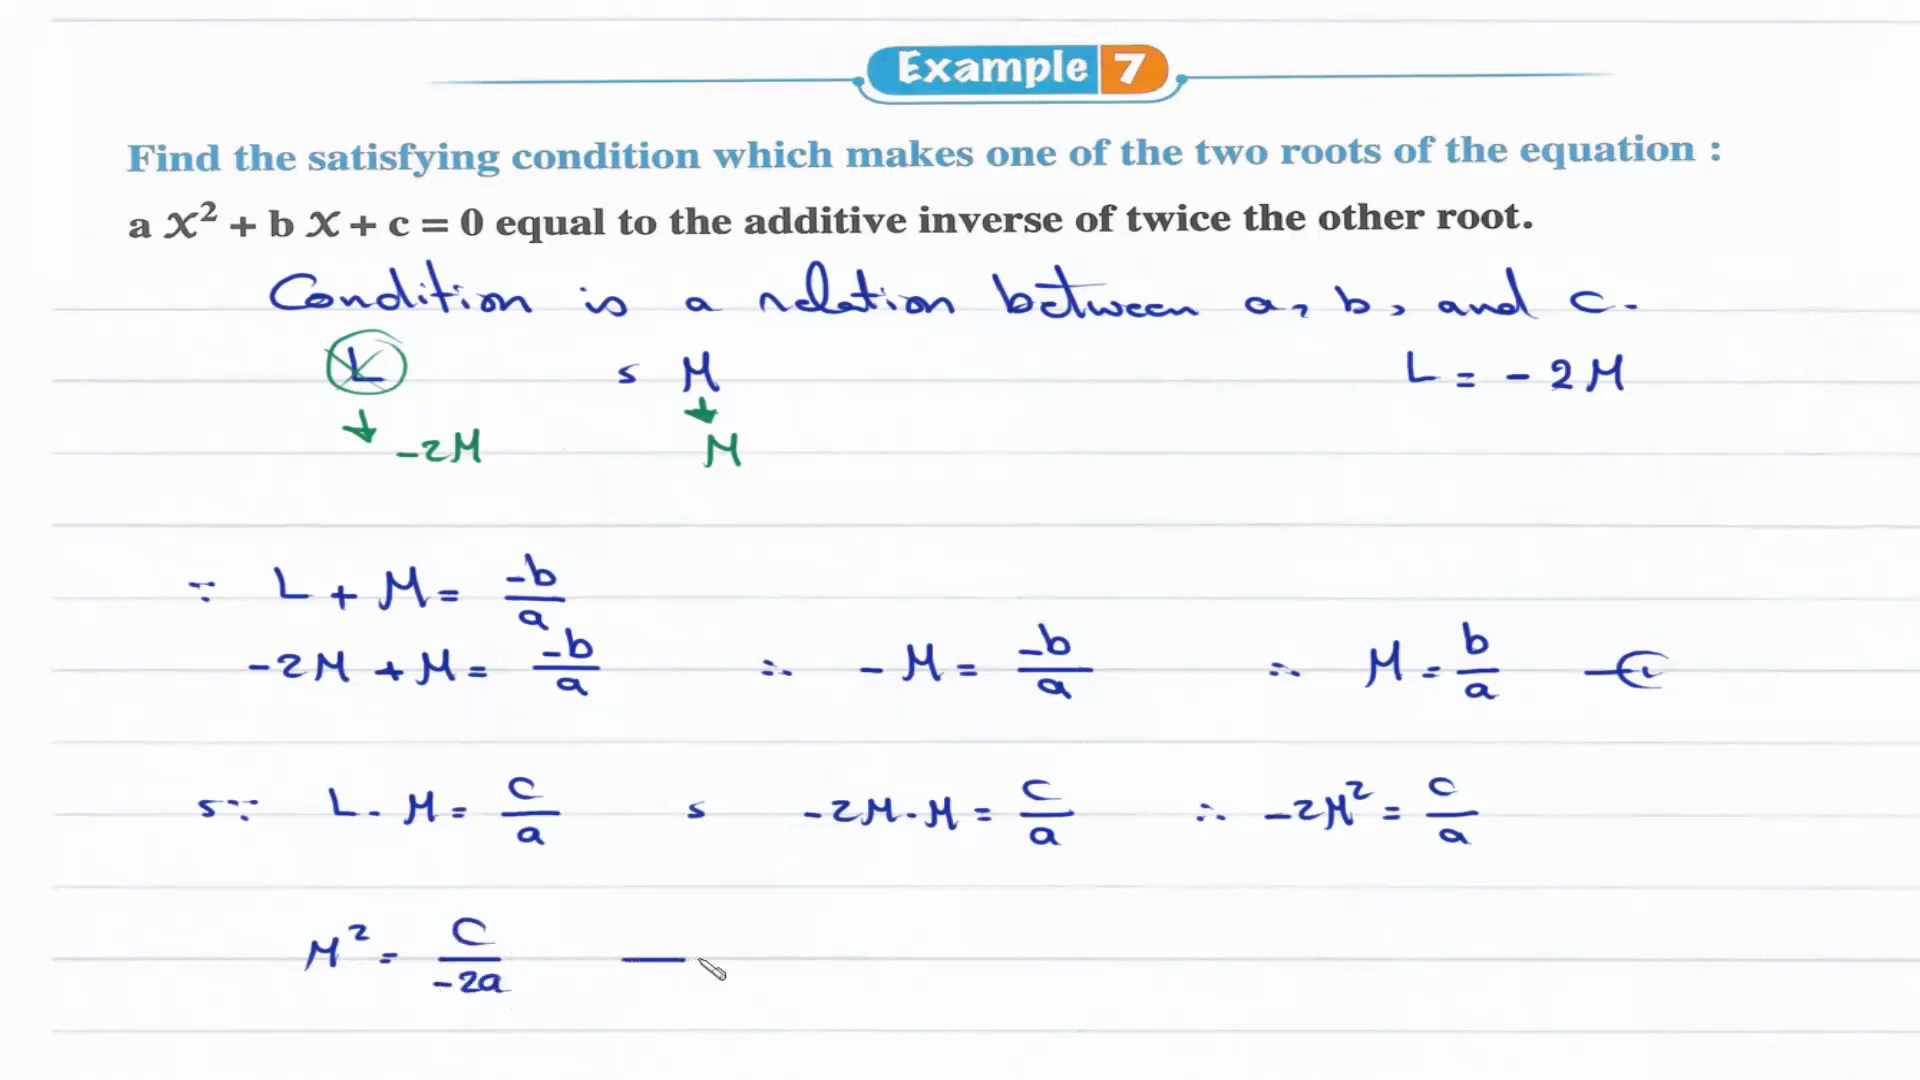 Example 7
Find the satisfying condition which makes one of the two roots of the equation :
a x² + b x + c = 0 equal to the additive inverse of twice the other root.
Condition is a relation between a, b, and c.
L , M L = - 2M
-2M M
∵ L + M = -b/a
-2M + M = -b/a ∴ - M = -b/a ∴ M = b/a
, ∵ L . M = c/a , -2M . M = c/a ∴ -2M² = c/a
M² = c/-2a